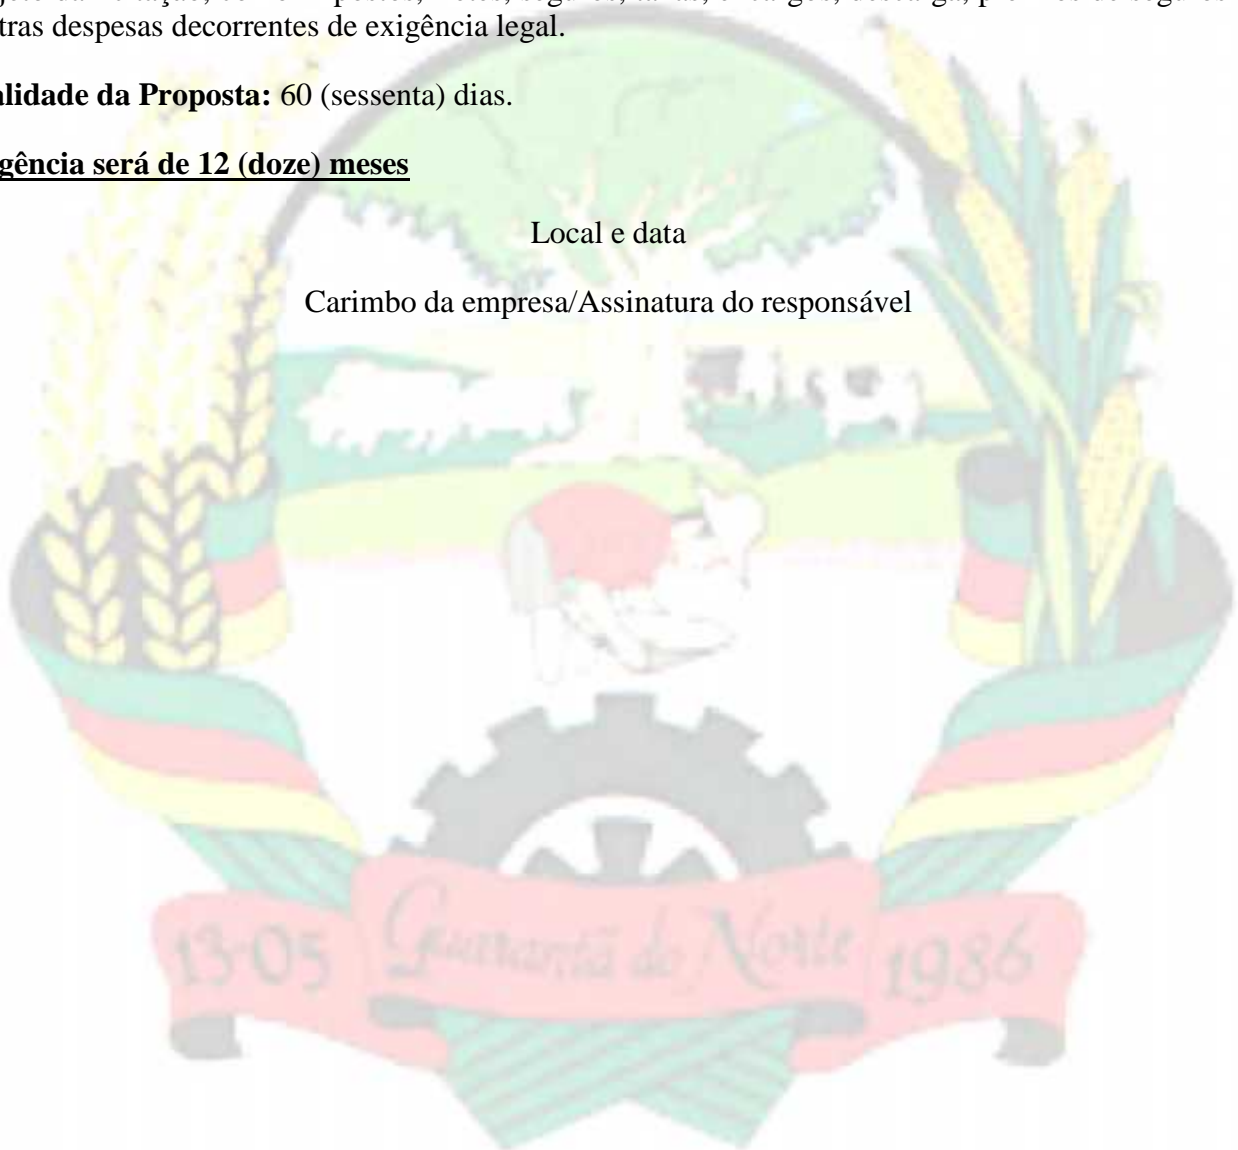 tras despesas decorrentes de exigência legal.
alidade da Proposta: 60 (sessenta) dias.
gência será de 12 (doze) meses
Local e data
Carimbo da empresa/Assinatura do responsável
13-05 Guarantã do Norte 1986